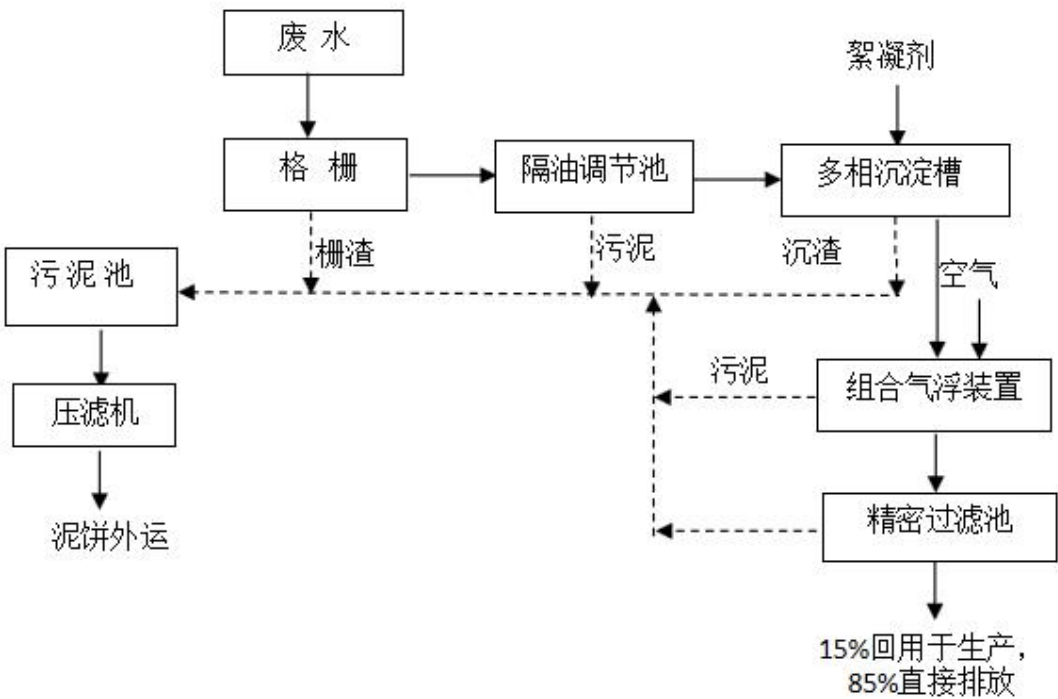 废 水
絮凝剂
格 栅
隔油调节池
多相沉淀槽
栅渣
污泥
沉渣
污 泥 池
空气
污泥
组合气浮装置
压滤机
精密过滤池
泥饼外运
15%回用于生产，
85%直接排放